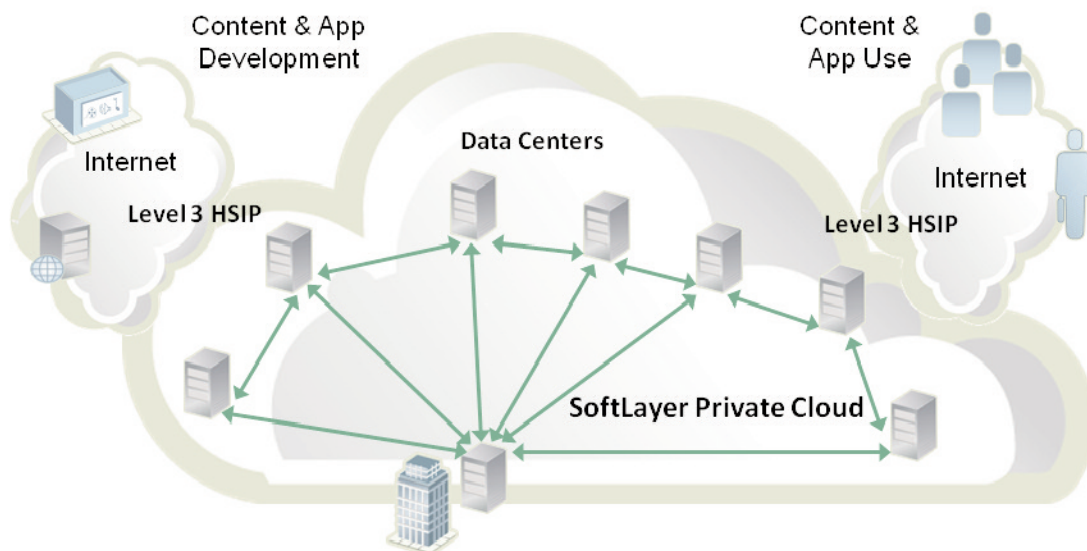 Content & App
Development
Content &
App Use
Internet
Data Centers
Internet
Level 3 HSIP
Level 3 HSIP
SoftLayer Private Cloud